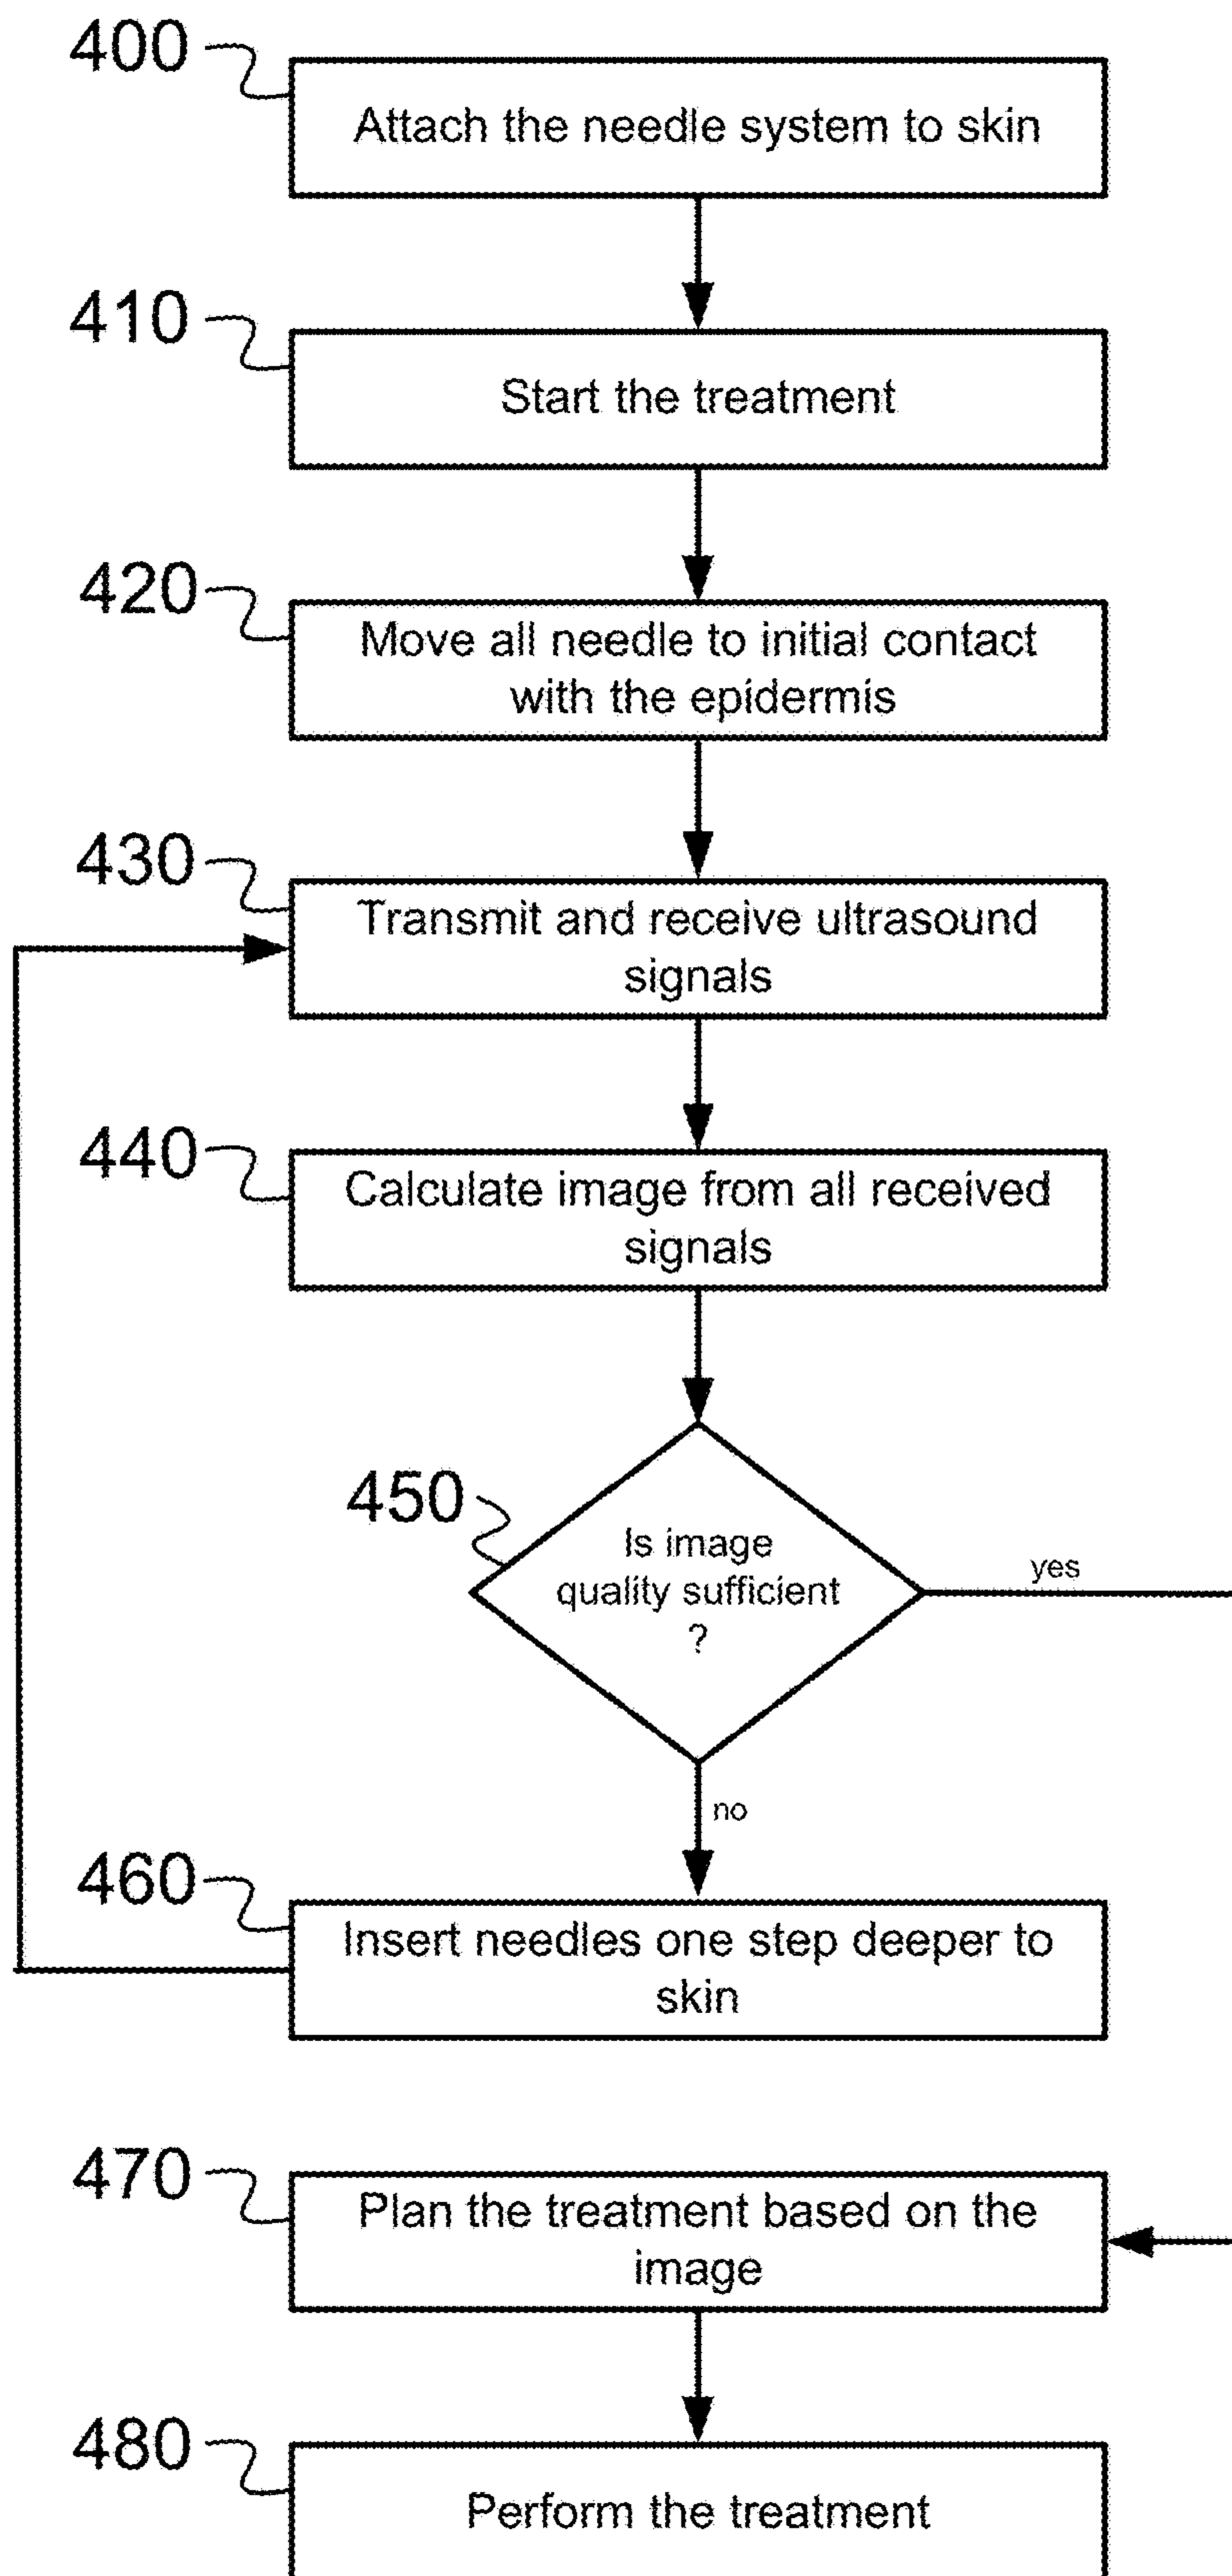 400
Attach the needle system to skin
410
Start the treatment
420
Move all needle to initial contact
with the epidermis
430
Transmit and receive ultrasound
signals
440
Calculate image from all received
signals
450
Is image
quality sufficient
?
yes
no
460
Insert needles one step deeper to
skin
470
Plan the treatment based on the
image
480
Perform the treatment